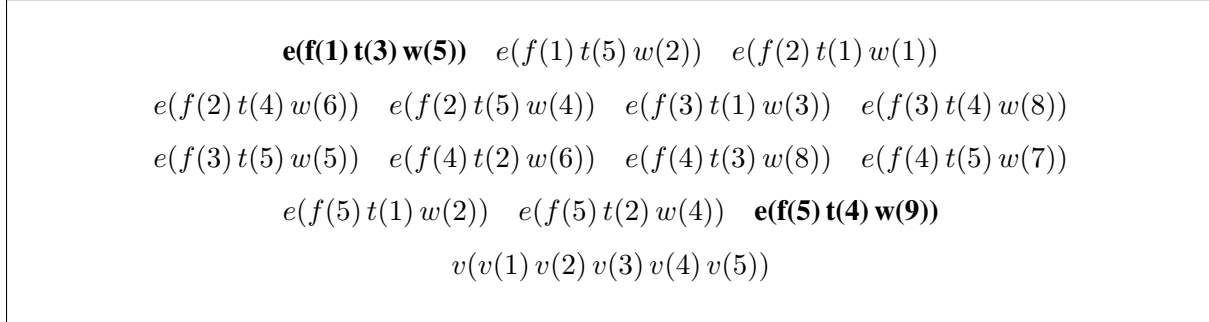 e(f(1) t(3) w(5)) e(f(1) t(5) w(2)) e(f(2) t(1) w(1))
e(f(2) t(4) w(6)) e(f(2) t(5) w(4)) e(f(3) t(1) w(3)) e(f(3) t(4) w(8))
e(f(3) t(5) w(5)) e(f(4) t(2) w(6)) e(f(4) t(3) w(8)) e(f(4) t(5) w(7))
e(f(5) t(1) w(2)) e(f(5) t(2) w(4)) e(f(5) t(4) w(9))
v(v(1) v(2) v(3) v(4) v(5))